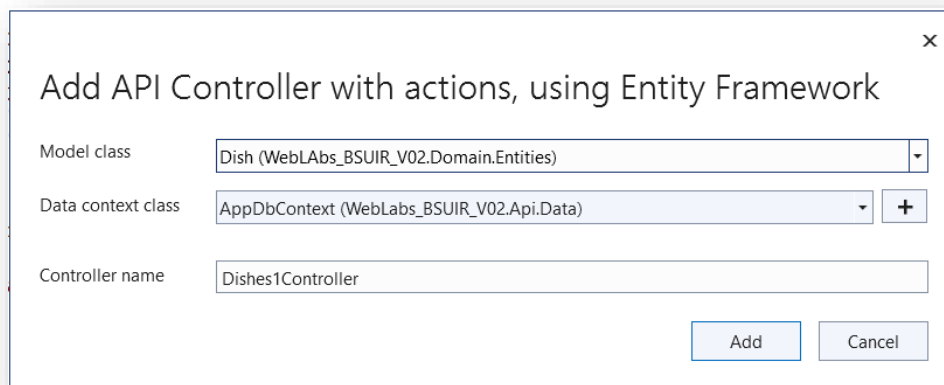 Add API Controller with actions, using Entity Framework
Model class
Dish (WebLAbs_BSUIR_V02.Domain.Entities)
Data context class
AppDbContext (WebLabs_BSUIR_V02.Api.Data)
Controller name
Dishes1Controller
Add
Cancel